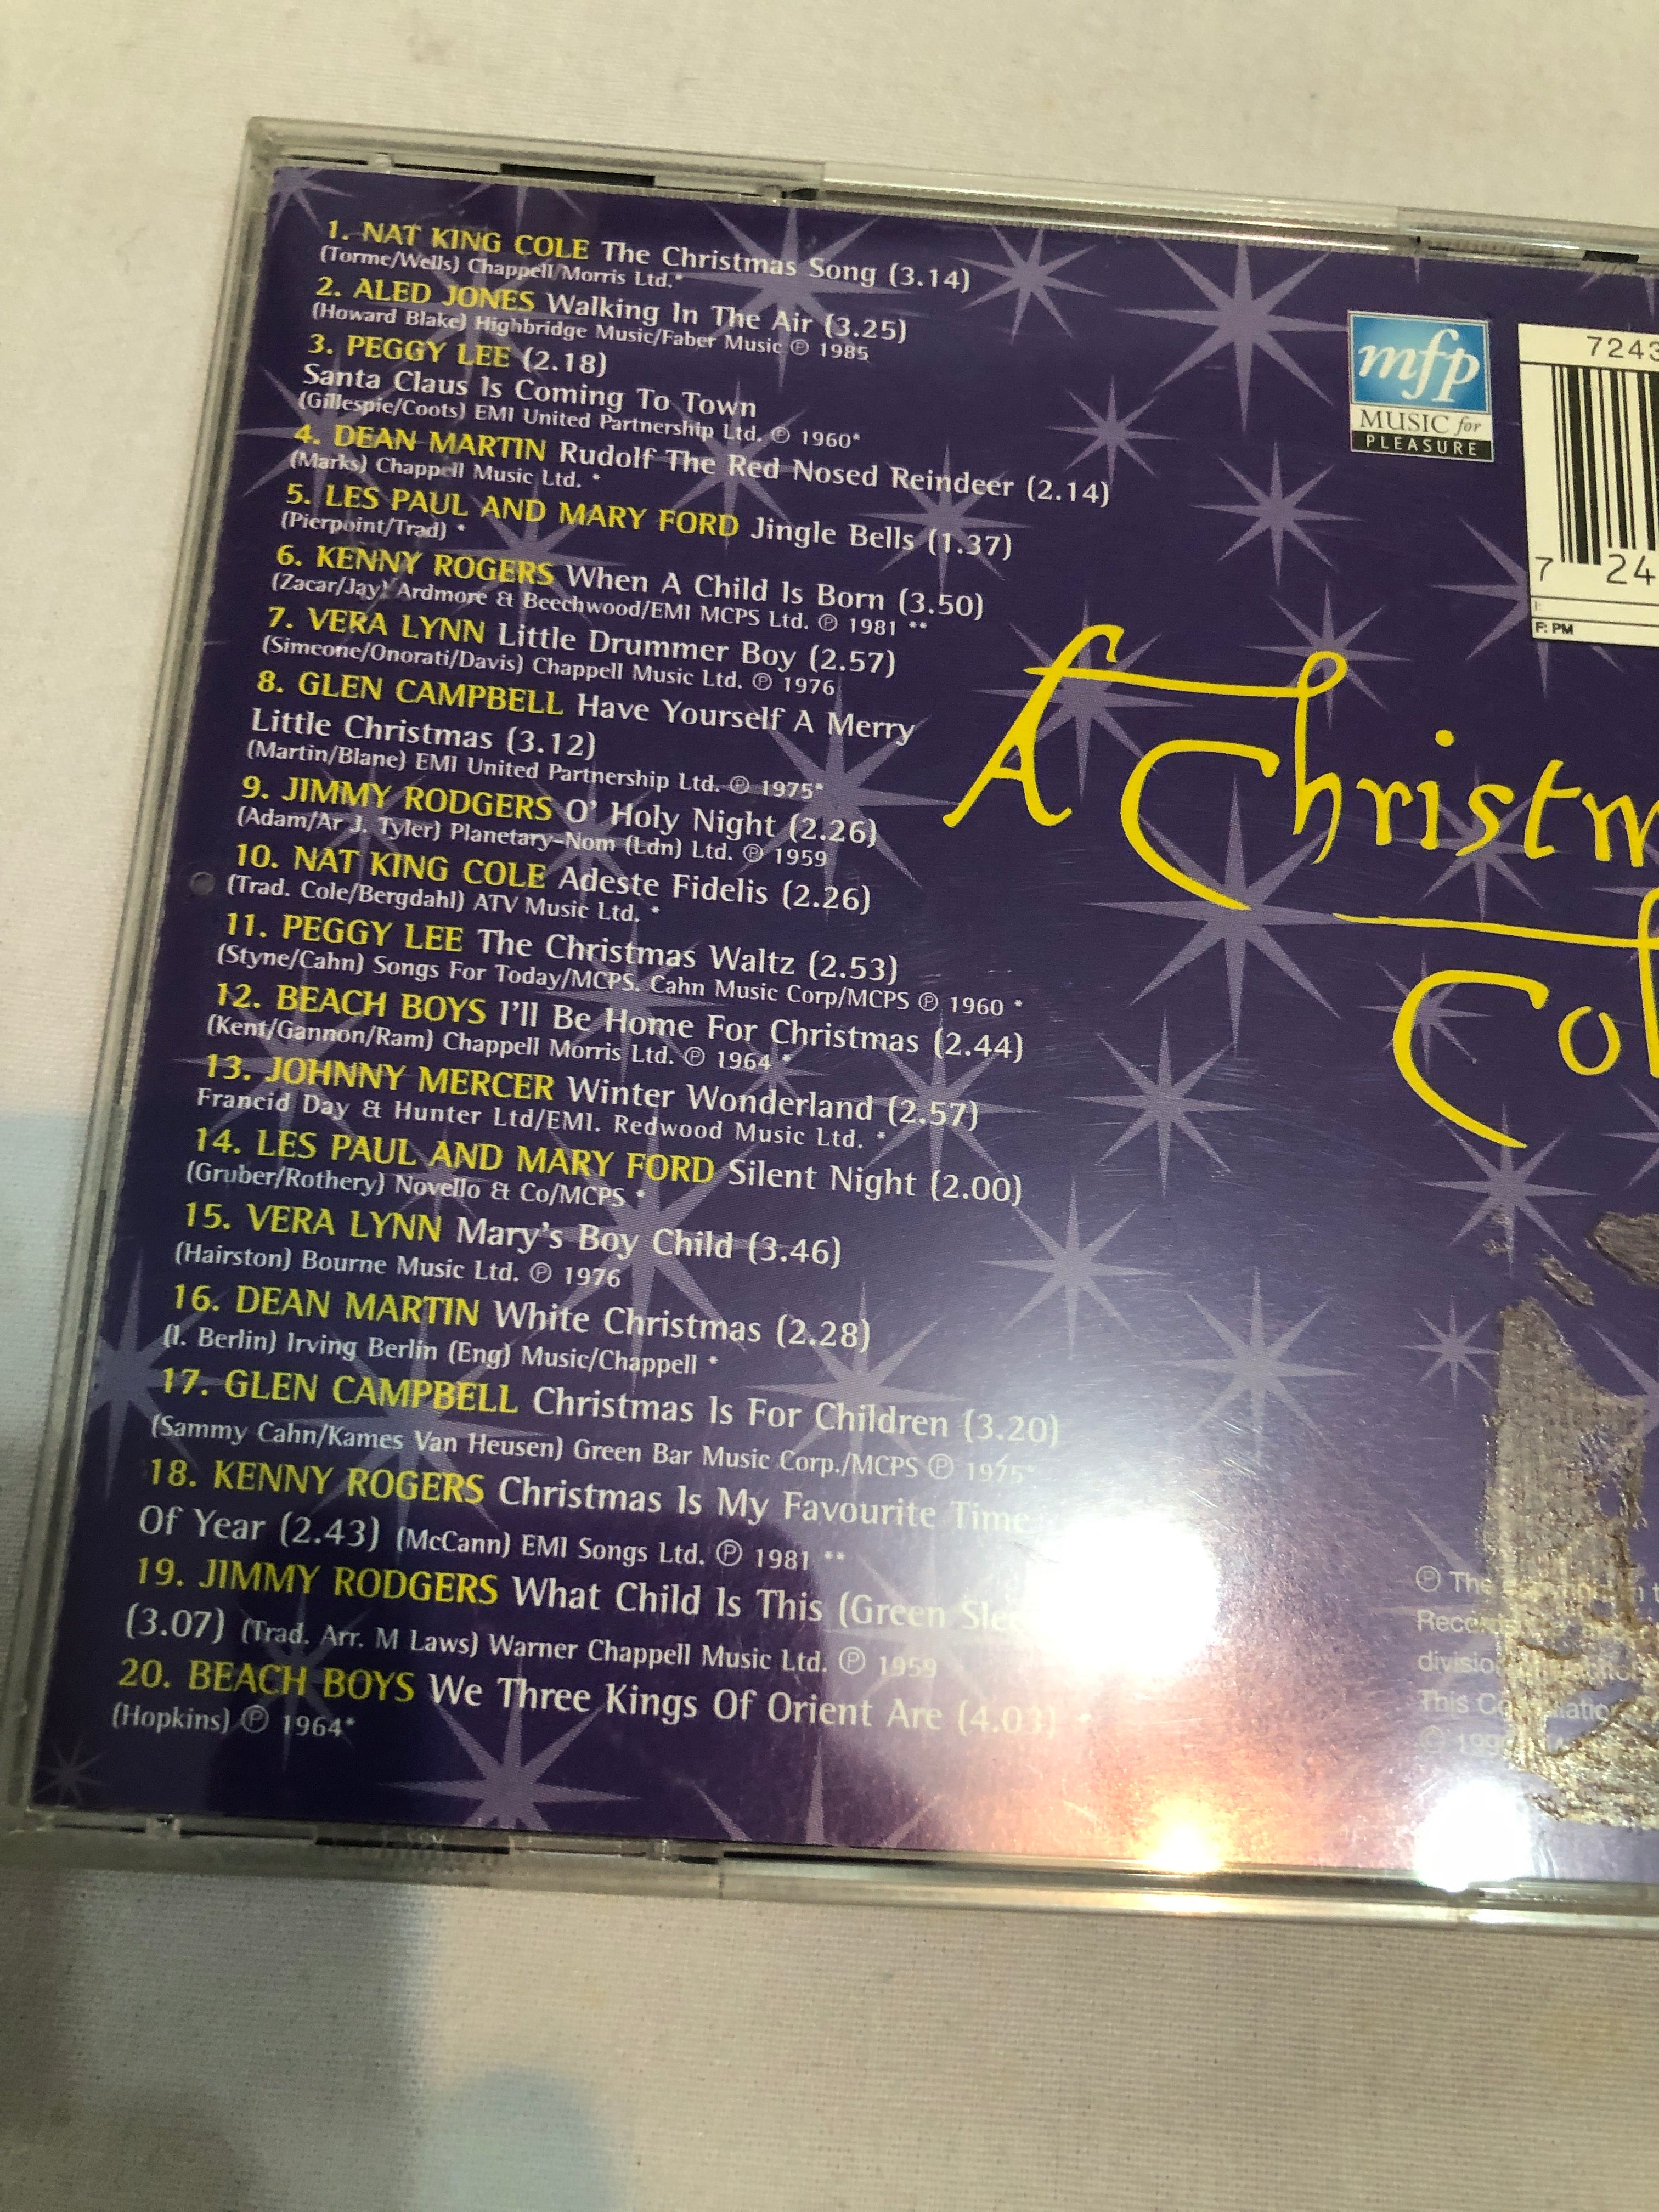 1. NAT KING COLE The Christmas Song (3.14)
(Torme/Wells) Chappell/Morris Ltd.*
2. ALED JONES Walking In The Air (3.25)
(Howard Blake) Highbridge Music/Faber Music ℗ 1985
3. PEGGY LEE (2.18)
Santa Claus Is Coming To Town
(Gillespie/Coots) EMI United Partnership Ltd. ℗ 1960*
4. DEAN MARTIN Rudolf The Red Nosed Reindeer (2.14)
(Marks) Chappell Music Ltd. *
5. LES PAUL AND MARY FORD Jingle Bells (1.37)
(Pierpoint/Trad) *
6. KENNY ROGERS When A Child Is Born (3.50)
(Zacar/Jay) Ardmore & Beechwood/EMI MCPS Ltd. ℗ 1981 **
7. VERA LYNN Little Drummer Boy (2.57)
(Simeone/Onorati/Davis) Chappell Music Ltd. ℗ 1976
8. GLEN CAMPBELL Have Yourself A Merry
Little Christmas (3.12)
(Martin/Blane) EMI United Partnership Ltd. ℗ 1975*
9. JIMMY RODGERS O' Holy Night (2.26)
(Adam/Ar J. Tyler) Planetary-Nom (Ldn) Ltd. ℗ 1959
10. NAT KING COLE Adeste Fidelis (2.26)
(Trad. Cole/Bergdahl) ATV Music Ltd. *
11. PEGGY LEE The Christmas Waltz (2.53)
(Styne/Cahn) Songs For Today/MCPS. Cahn Music Corp/MCPS ℗ 1960 *
12. BEACH BOYS I'll Be Home For Christmas (2.44)
(Kent/Gannon/Ram) Chappell Morris Ltd. ℗ 1964 *
13. JOHNNY MERCER Winter Wonderland (2.57)
Francid Day & Hunter Ltd/EMI. Redwood Music Ltd. *
14. LES PAUL AND MARY FORD Silent Night (2.00)
(Gruber/Rothery) Novello & Co/MCPS *
15. VERA LYNN Mary's Boy Child (3.46)
(Hairston) Bourne Music Ltd. ℗ 1976
16. DEAN MARTIN White Christmas (2.28)
(I. Berlin) Irving Berlin (Eng) Music/Chappell *
17. GLEN CAMPBELL Christmas Is For Children (3.20)
(Sammy Cahn/Kames Van Heusen) Green Bar Music Corp./MCPS ℗ 1975*
18. KENNY ROGERS Christmas Is My Favourite Time
Of Year (2.43) (McCann) EMI Songs Ltd. ℗ 1981 **
19. JIMMY RODGERS What Child Is This (Green
(3.07) (Trad. Arr. M Laws) Warner Chappell Music Ltd. ℗ 1959
20. BEACH BOYS We Three Kings Of Orient Are (4.03)
(Hopkins) ℗ 1964*
mfp
MUSIC for
PLEASURE
7243
7 24
F: PM
A Christm
Col
℗ The
This